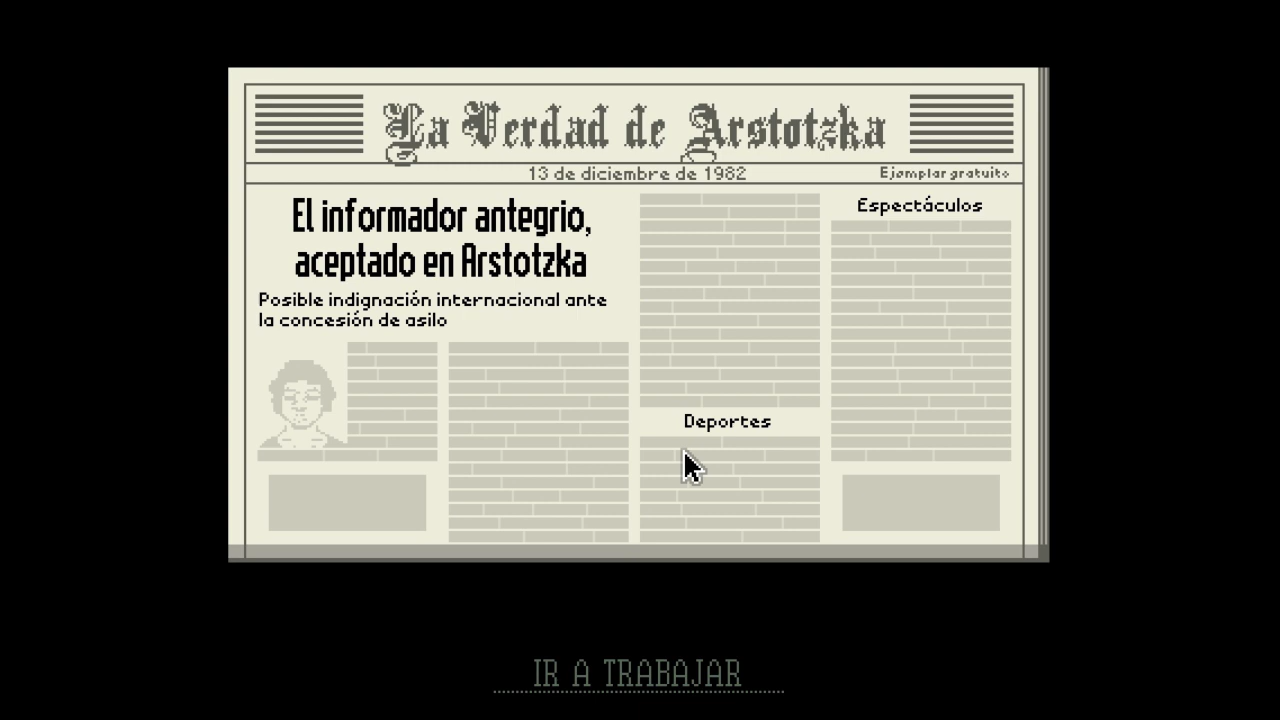 La Verdad de Arstotzka
13 de diciembre de 1982
Ejemplar gratuito
El informador antegrio,
aceptado en Arstotzka
Posible indignación internacional ante
la concesión de asilo
Deportes
Espectáculos
IR A TRABAJAR